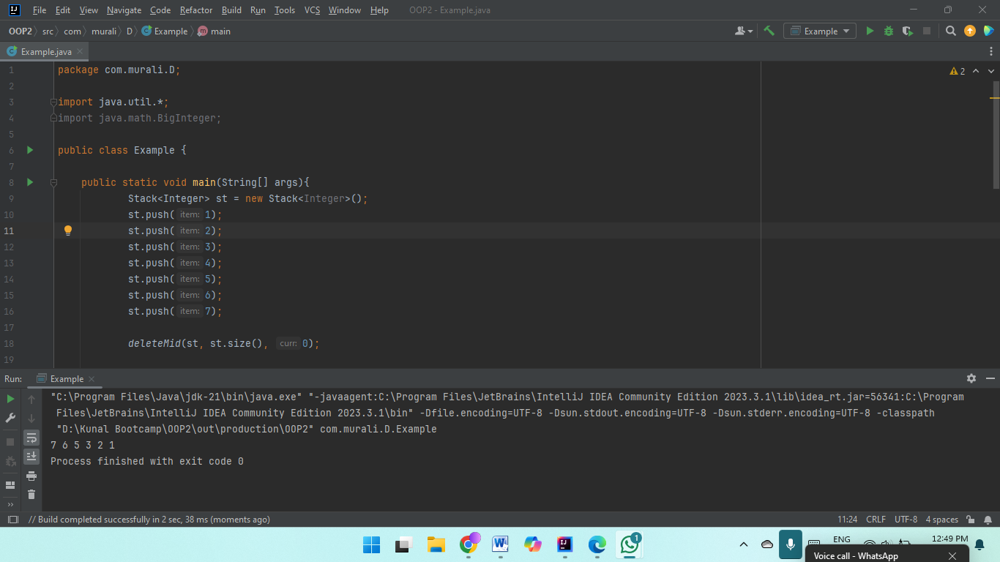 File Edit View Navigate Code Refactor Build Run Tools VCS Window Help OOP2 - Example.java
OOP2 src com murali D Example main Example
Example.java
1 package com.murali.D; 2
2
3 import java.util.*;
4 import java.math.BigInteger;
5
6 public class Example {
7
8 public static void main(String[] args){
9 Stack<Integer> st = new Stack<Integer>();
10 st.push( item: 1);
11 st.push( item: 2);
12 st.push( item: 3);
13 st.push( item: 4);
14 st.push( item: 5);
15 st.push( item: 6);
16 st.push( item: 7);
17
18 deleteMid(st, st.size(), curr: 0);
19
Run: Example
"C:\Program Files\Java\jdk-21\bin\java.exe" "-javaagent:C:\Program Files\JetBrains\IntelliJ IDEA Community Edition 2023.3.1\lib\idea_rt.jar=56341:C:\Program
Files\JetBrains\IntelliJ IDEA Community Edition 2023.3.1\bin" -Dfile.encoding=UTF-8 -Dsun.stdout.encoding=UTF-8 -Dsun.stderr.encoding=UTF-8 -classpath
"D:\Kunal Bootcamp\OOP2\out\production\OOP2" com.murali.D.Example
7 6 5 3 2 1
Process finished with exit code 0
// Build completed successfully in 2 sec, 38 ms (moments ago) 11:24 CRLF UTF-8 4 spaces
1 ENG 12:49 PM
Voice call - WhatsApp